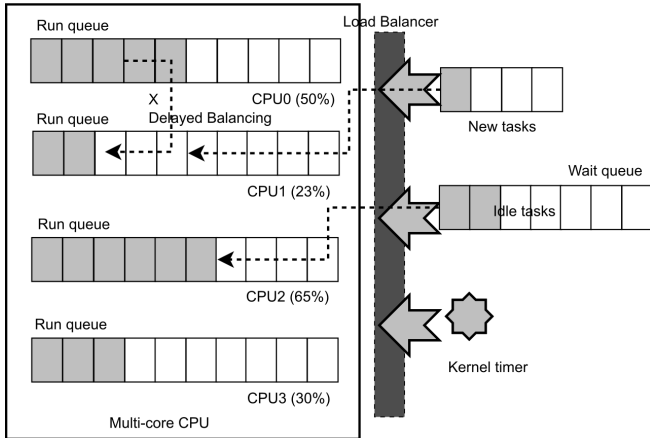 Run queue
Load Balancer
CPU0 (50%)
X
Delayed Balancing
Run queue
New tasks
CPU1 (23%)
Wait queue
Run queue
Idle tasks
CPU2 (65%)
Run queue
Kernel timer
CPU3 (30%)
Multi-core CPU